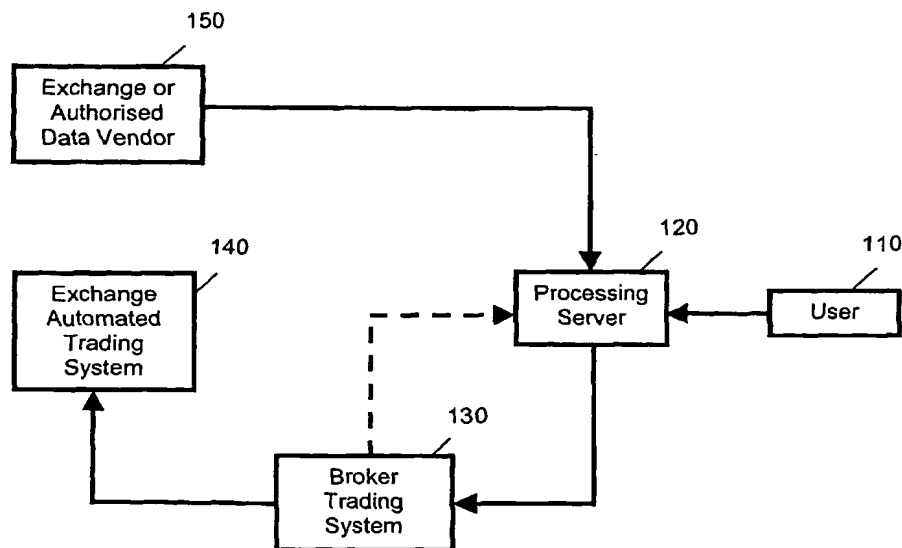 150
Exchange or
Authorised
Data Vendor
140
Exchange
Automated
Trading
System
120
Processing
Server
110
User
130
Broker
Trading
System